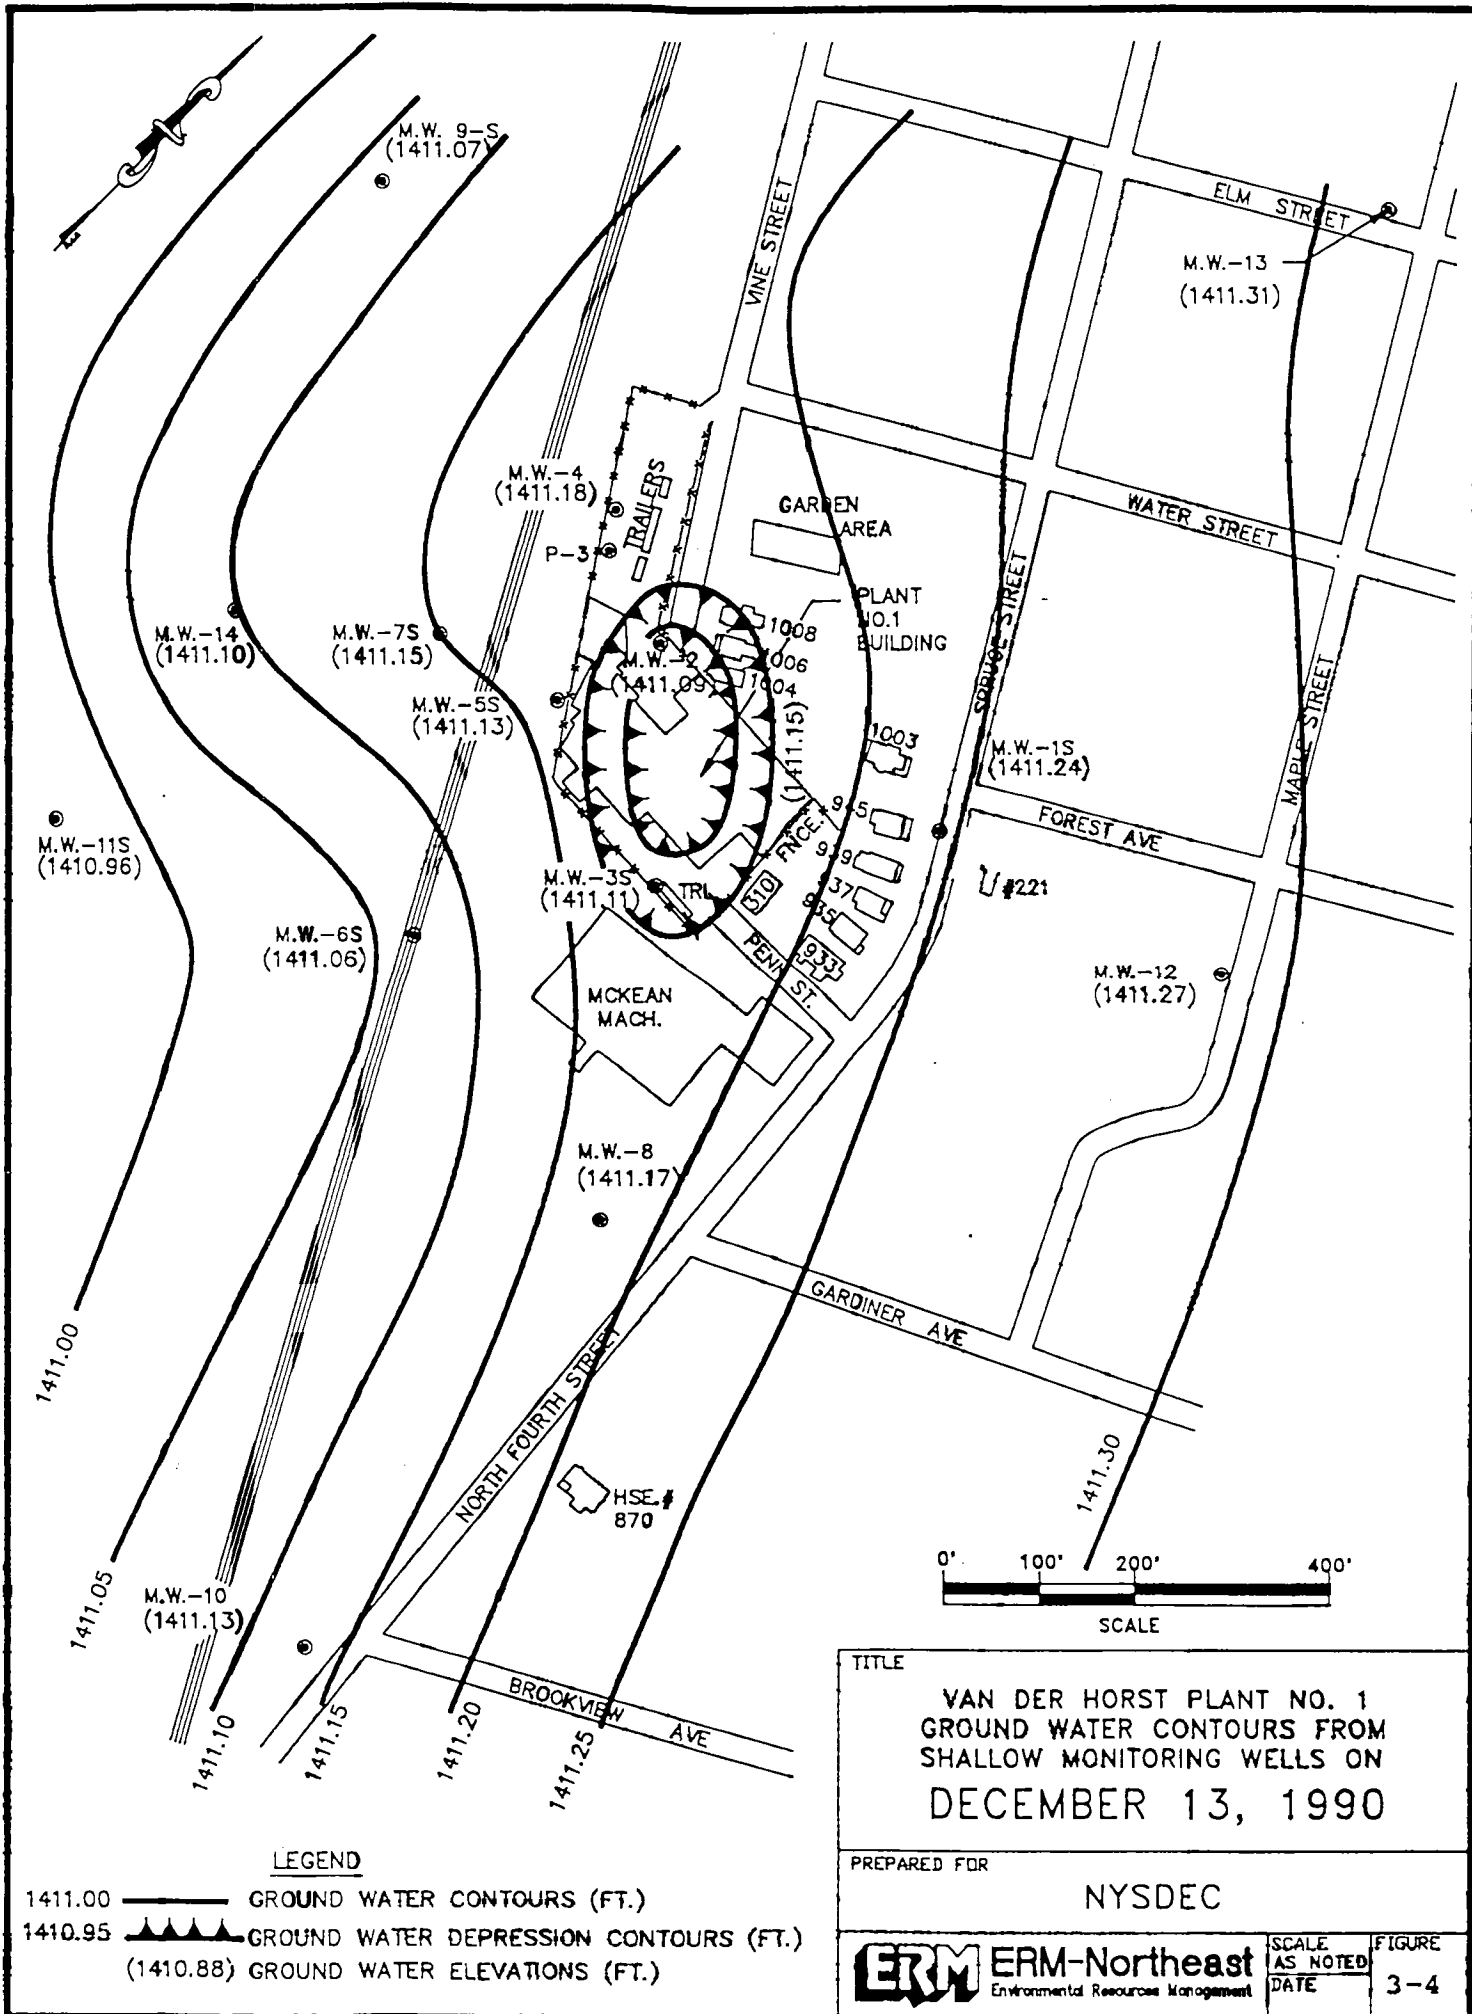 M.W. 9-S
(1411.07)
ELM STREET
VINE STREET
M.W.-13
(1411.31)
M.W.-4
(1411.18)
TRAILERS
P-3
GARDEN
AREA
WATER STREET
PLANT
NO.1
BUILDING
SPRUCE STREET
1008
1006
1004
M.W.-14
(1411.10)
M.W.-7S
(1411.15)
M.W.-2
(1411.09)
M.W.-5S
(1411.13)
(1411.15)
1003
M.W.-1S
(1411.24)
MAPLE STREET
945
FOREST AVE
M.W.-11S
(1410.96)
FNCE.
939
M.W.-3S
(1411.11)
TRL
310
37
935
#221
M.W.-6S
(1411.06)
PENN ST.
933
M.W.-12
(1411.27)
MCKEAN
MACH.
M.W.-8
(1411.17)
GARDINER AVE
1411.00
NORTH FOURTH STREET
1411.30
HSE.#
870
0' 100' 200' 400'
SCALE
1411.05
M.W.-10
(1411.13)
BROOKVIEW AVE
1411.10
1411.15
1411.20
1411.25
TITLE
VAN DER HORST PLANT NO. 1
GROUND WATER CONTOURS FROM
SHALLOW MONITORING WELLS ON
DECEMBER 13, 1990
PREPARED FOR
NYSDEC
LEGEND
1411.00 GROUND WATER CONTOURS (FT.)
1410.95 GROUND WATER DEPRESSION CONTOURS (FT.)
(1410.88) GROUND WATER ELEVATIONS (FT.)
ERM ERM-Northeast
Environmental Resources Management
SCALE
AS NOTED
DATE
FIGURE
3-4